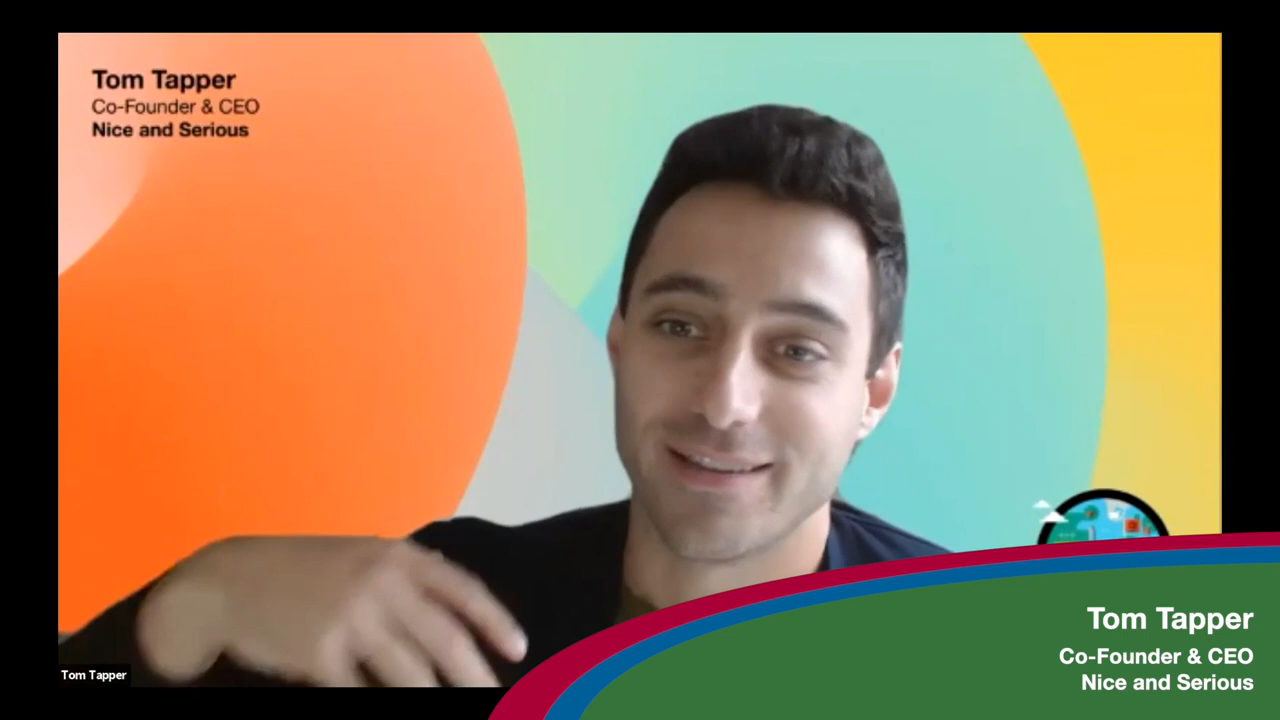 Tom Tapper
Co-Founder & CEO
Nice and Serious
Tom Tapper
Tom Tapper
Co-Founder & CEO
Nice and Serious